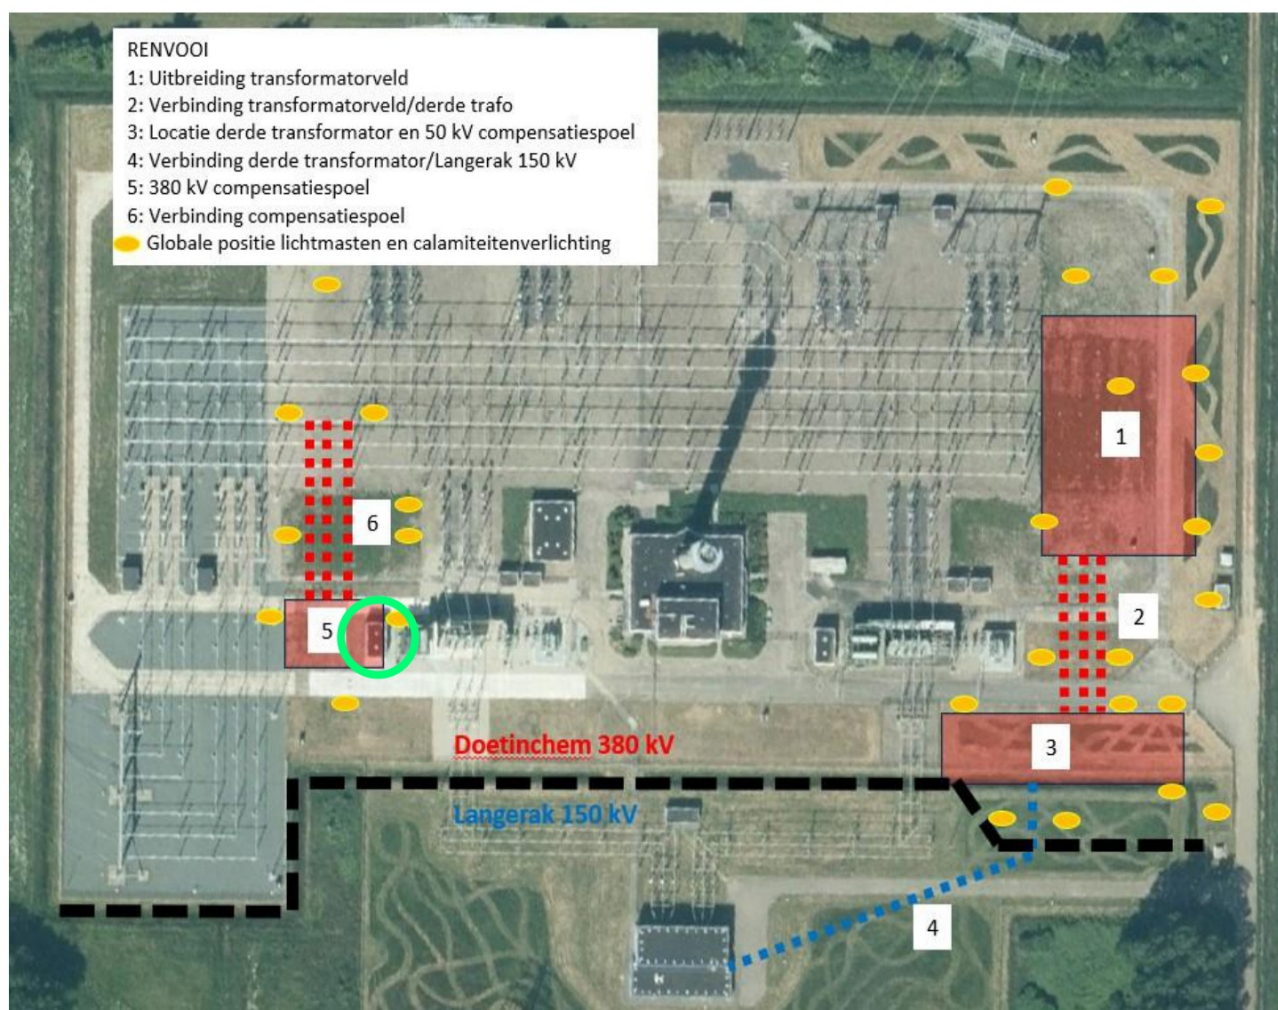 RENVOOI
1: Uitbreiding transformatorveld
2: Verbinding transformatorveld/derde trafo
3: Locatie derde transformator en 50 kV compensatiespoel
4: Verbinding derde transformator/Langerak 150 kV
5: 380 kV compensatiespoel
6: Verbinding compensatiespoel
Globale positie lichtmasten en calamiteitenverlichting
1
6
2
5
3
Doetinchem 380 kV
Langerak 150 kV
4